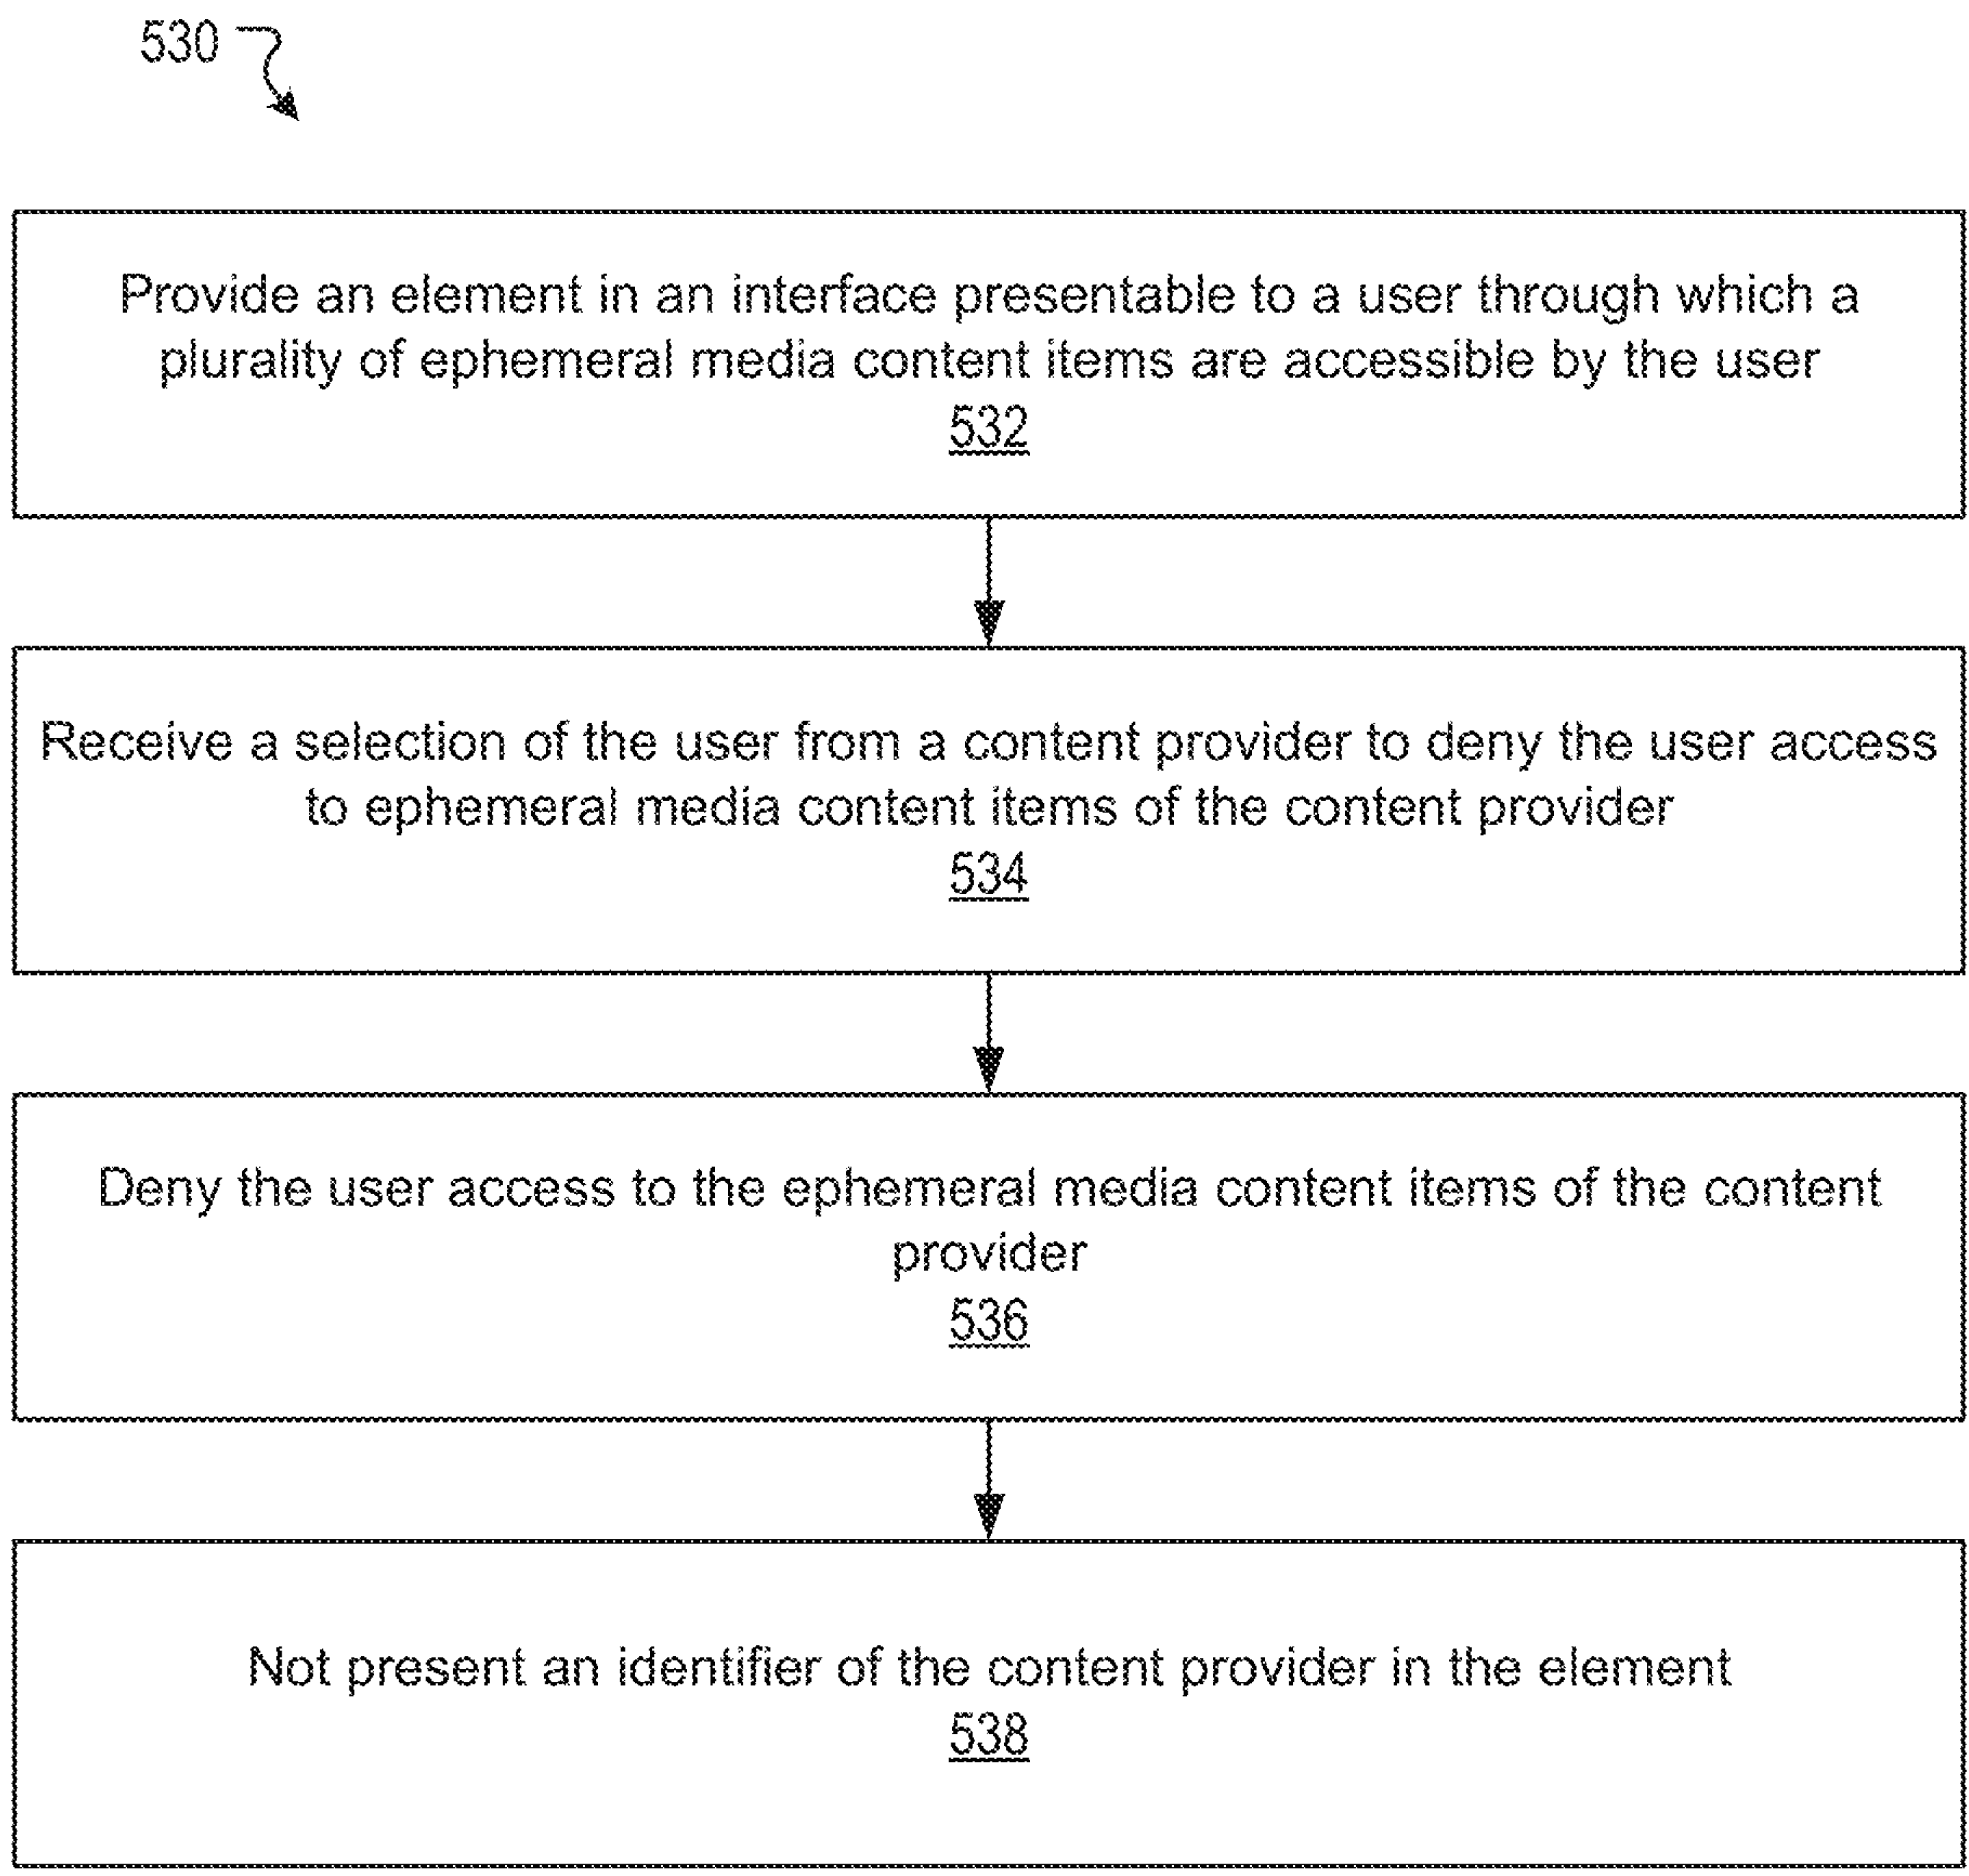 530
Provide an element in an interface presentable to a user through which a
plurality of ephemeral media content items are accessible by the user
532
Receive a selection of the user from a content provider to deny the user access
to ephemeral media content items of the content provider
534
Deny the user access to the ephemeral media content items of the content
provider
536
Not present an identifier of the content provider in the element
538